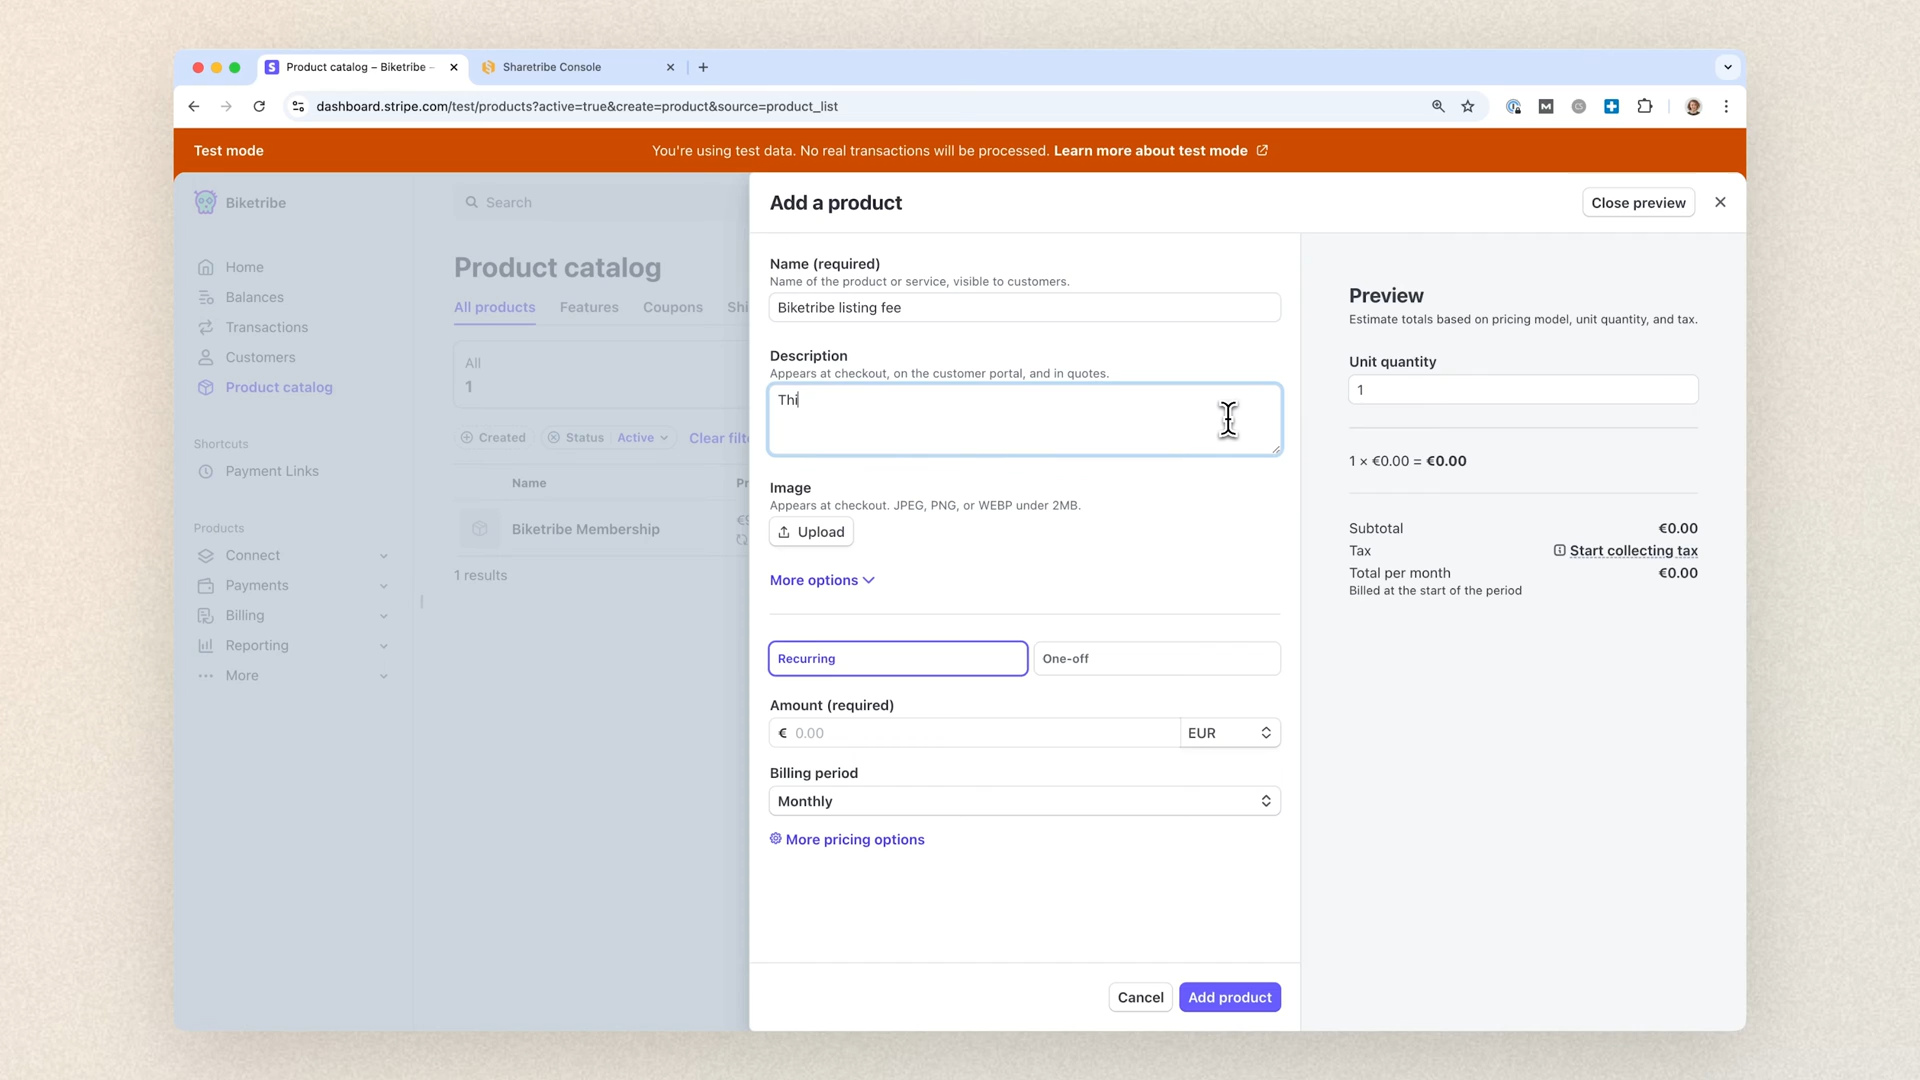 Product catalog – Biketribe –
Sharetribe Console
dashboard.stripe.com/test/products?active=true&create=product&source=product_list
Test mode
You're using test data. No real transactions will be processed. Learn more about test mode
Biketribe
Search
Home
Balances
Transactions
Customers
Product catalog
Shortcuts
Payment Links
Products
Connect
Payments
Billing
Reporting
More
Product catalog
All products Features Coupons Shi
All
1
Created Status Active Clear filte
Name Pr
Biketribe Membership €9
1 results
Add a product
Close preview
Name (required)
Name of the product or service, visible to customers.
Biketribe listing fee
Description
Appears at checkout, on the customer portal, and in quotes.
Thi
Image
Appears at checkout. JPEG, PNG, or WEBP under 2MB.
Upload
More options
Recurring One-off
Amount (required)
€ 0.00 EUR
Billing period
Monthly
More pricing options
Cancel Add product
Preview
Estimate totals based on pricing model, unit quantity, and tax.
Unit quantity
1
1 × €0.00 = €0.00
Subtotal €0.00
Tax Start collecting tax
Total per month €0.00
Billed at the start of the period